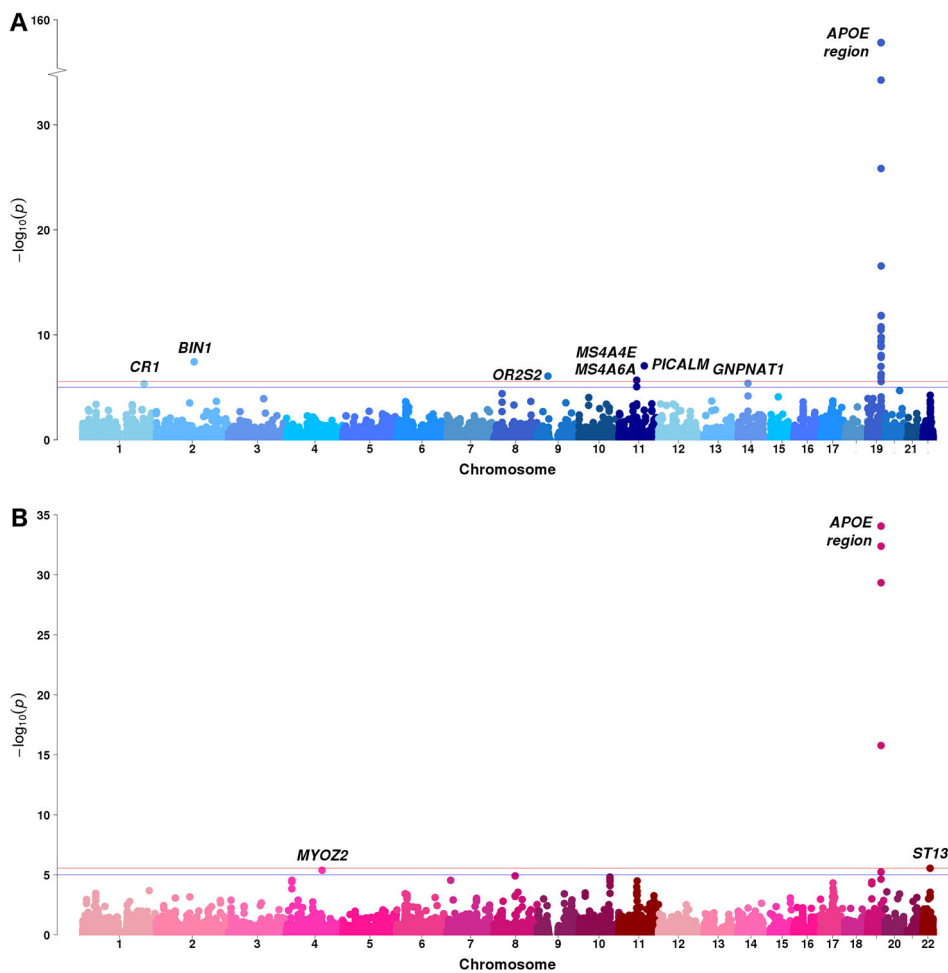 A
160
30
20
10
0
−log10(p)
APOE
region
BIN1
CR1
OR2S2
MS4A4E
MS4A6A
PICALM
GNPNAT1
1 2 3 4 5 6 7 8 9 10 11 12 13 14 15 16 17 19 21
Chromosome
B
35
30
25
20
15
10
5
0
−log10(p)
APOE
region
MYOZ2
ST13
1 2 3 4 5 6 7 8 9 10 11 12 13 14 15 16 17 18 20 22
Chromosome